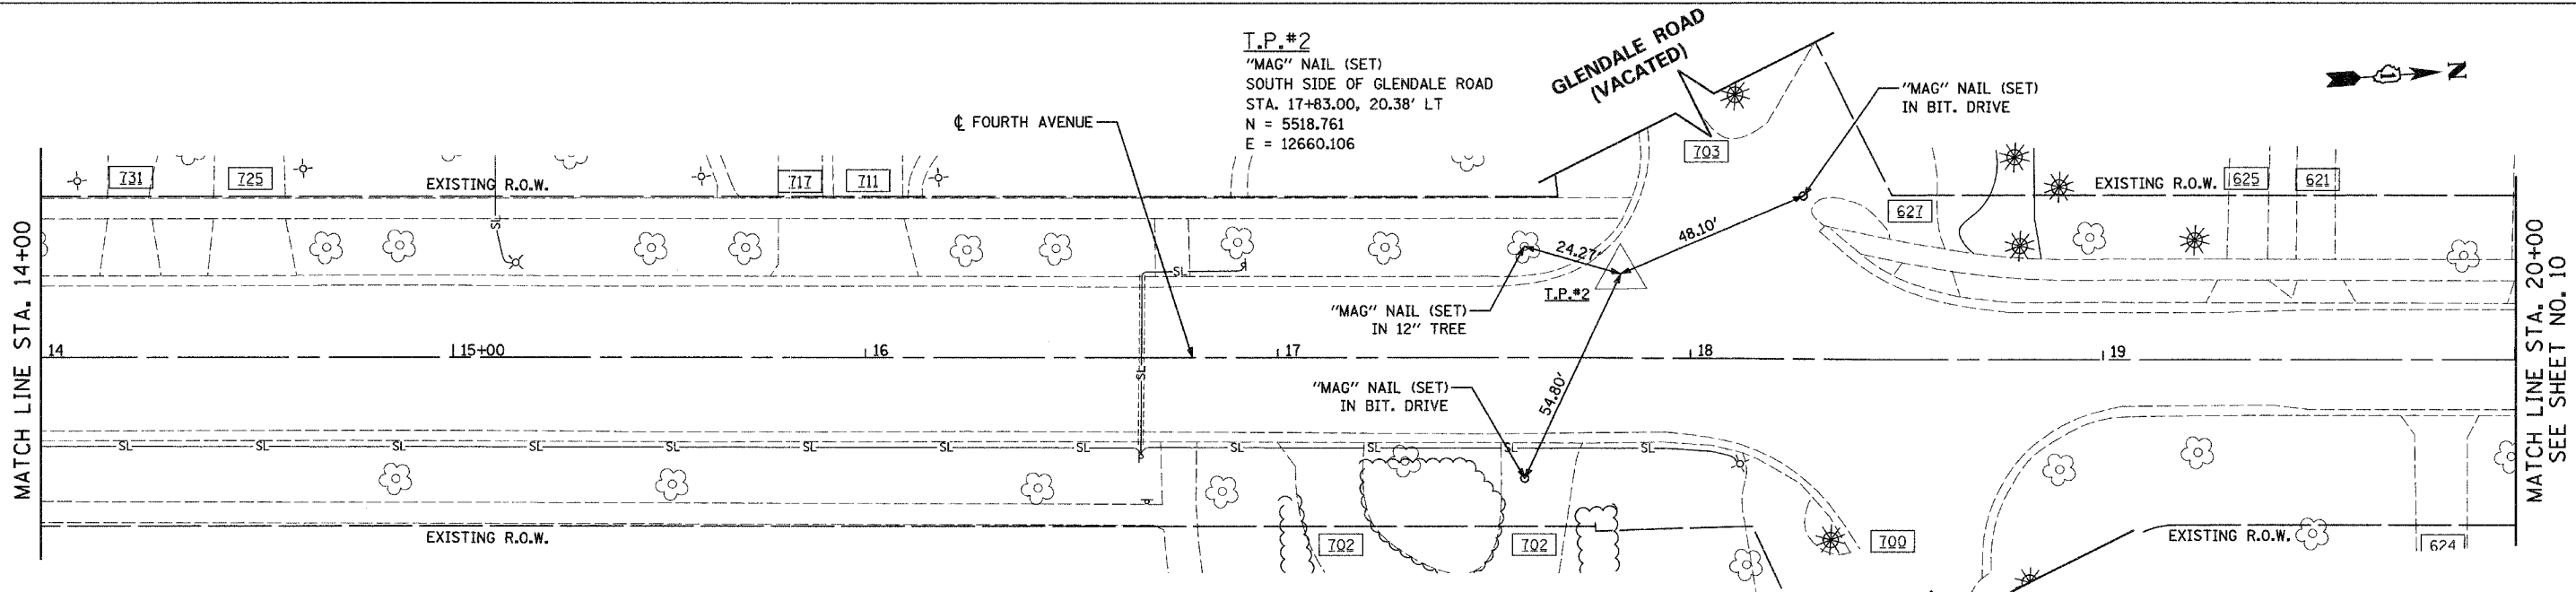 T.P.#2
"MAG" NAIL (SET)
SOUTH SIDE OF GLENDALE ROAD
STA. 17+83.00, 20.38' LT
N = 5518.761
E = 12660.106
GLENDALE ROAD
(VACATED)
"MAG" NAIL (SET)
IN BIT. DRIVE
N
℄ FOURTH AVENUE
731
725
717
711
703
EXISTING R.O.W.
EXISTING R.O.W.
625
621
627
SL
48.10'
24.27'
SL
T.P.#2
"MAG" NAIL (SET)
IN 12" TREE
MATCH LINE STA. 14+00
14
15+00
16
17
18
19
MATCH LINE STA. 20+00
SEE SHEET NO. 10
SL
"MAG" NAIL (SET)
IN BIT. DRIVE
54.80'
SL SL SL SL SL SL SL SL SL SL SL SL
EXISTING R.O.W.
702
702
700
EXISTING R.O.W.
624